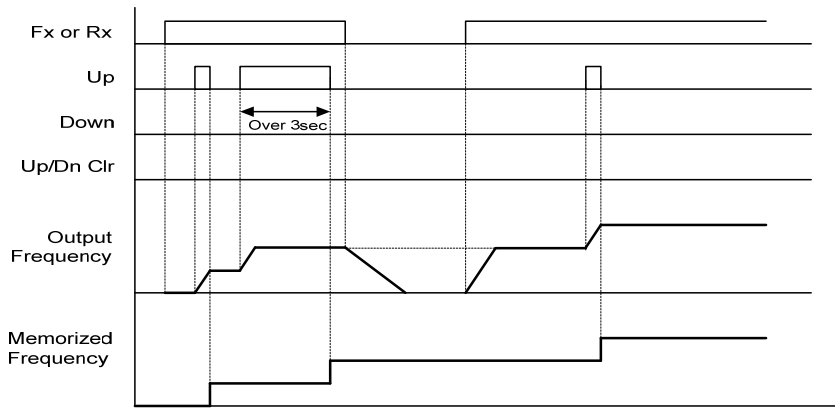 Fx or Rx
Up
Down
Over 3sec
Up/Dn Clr
Output
Frequency
Memorized
Frequency